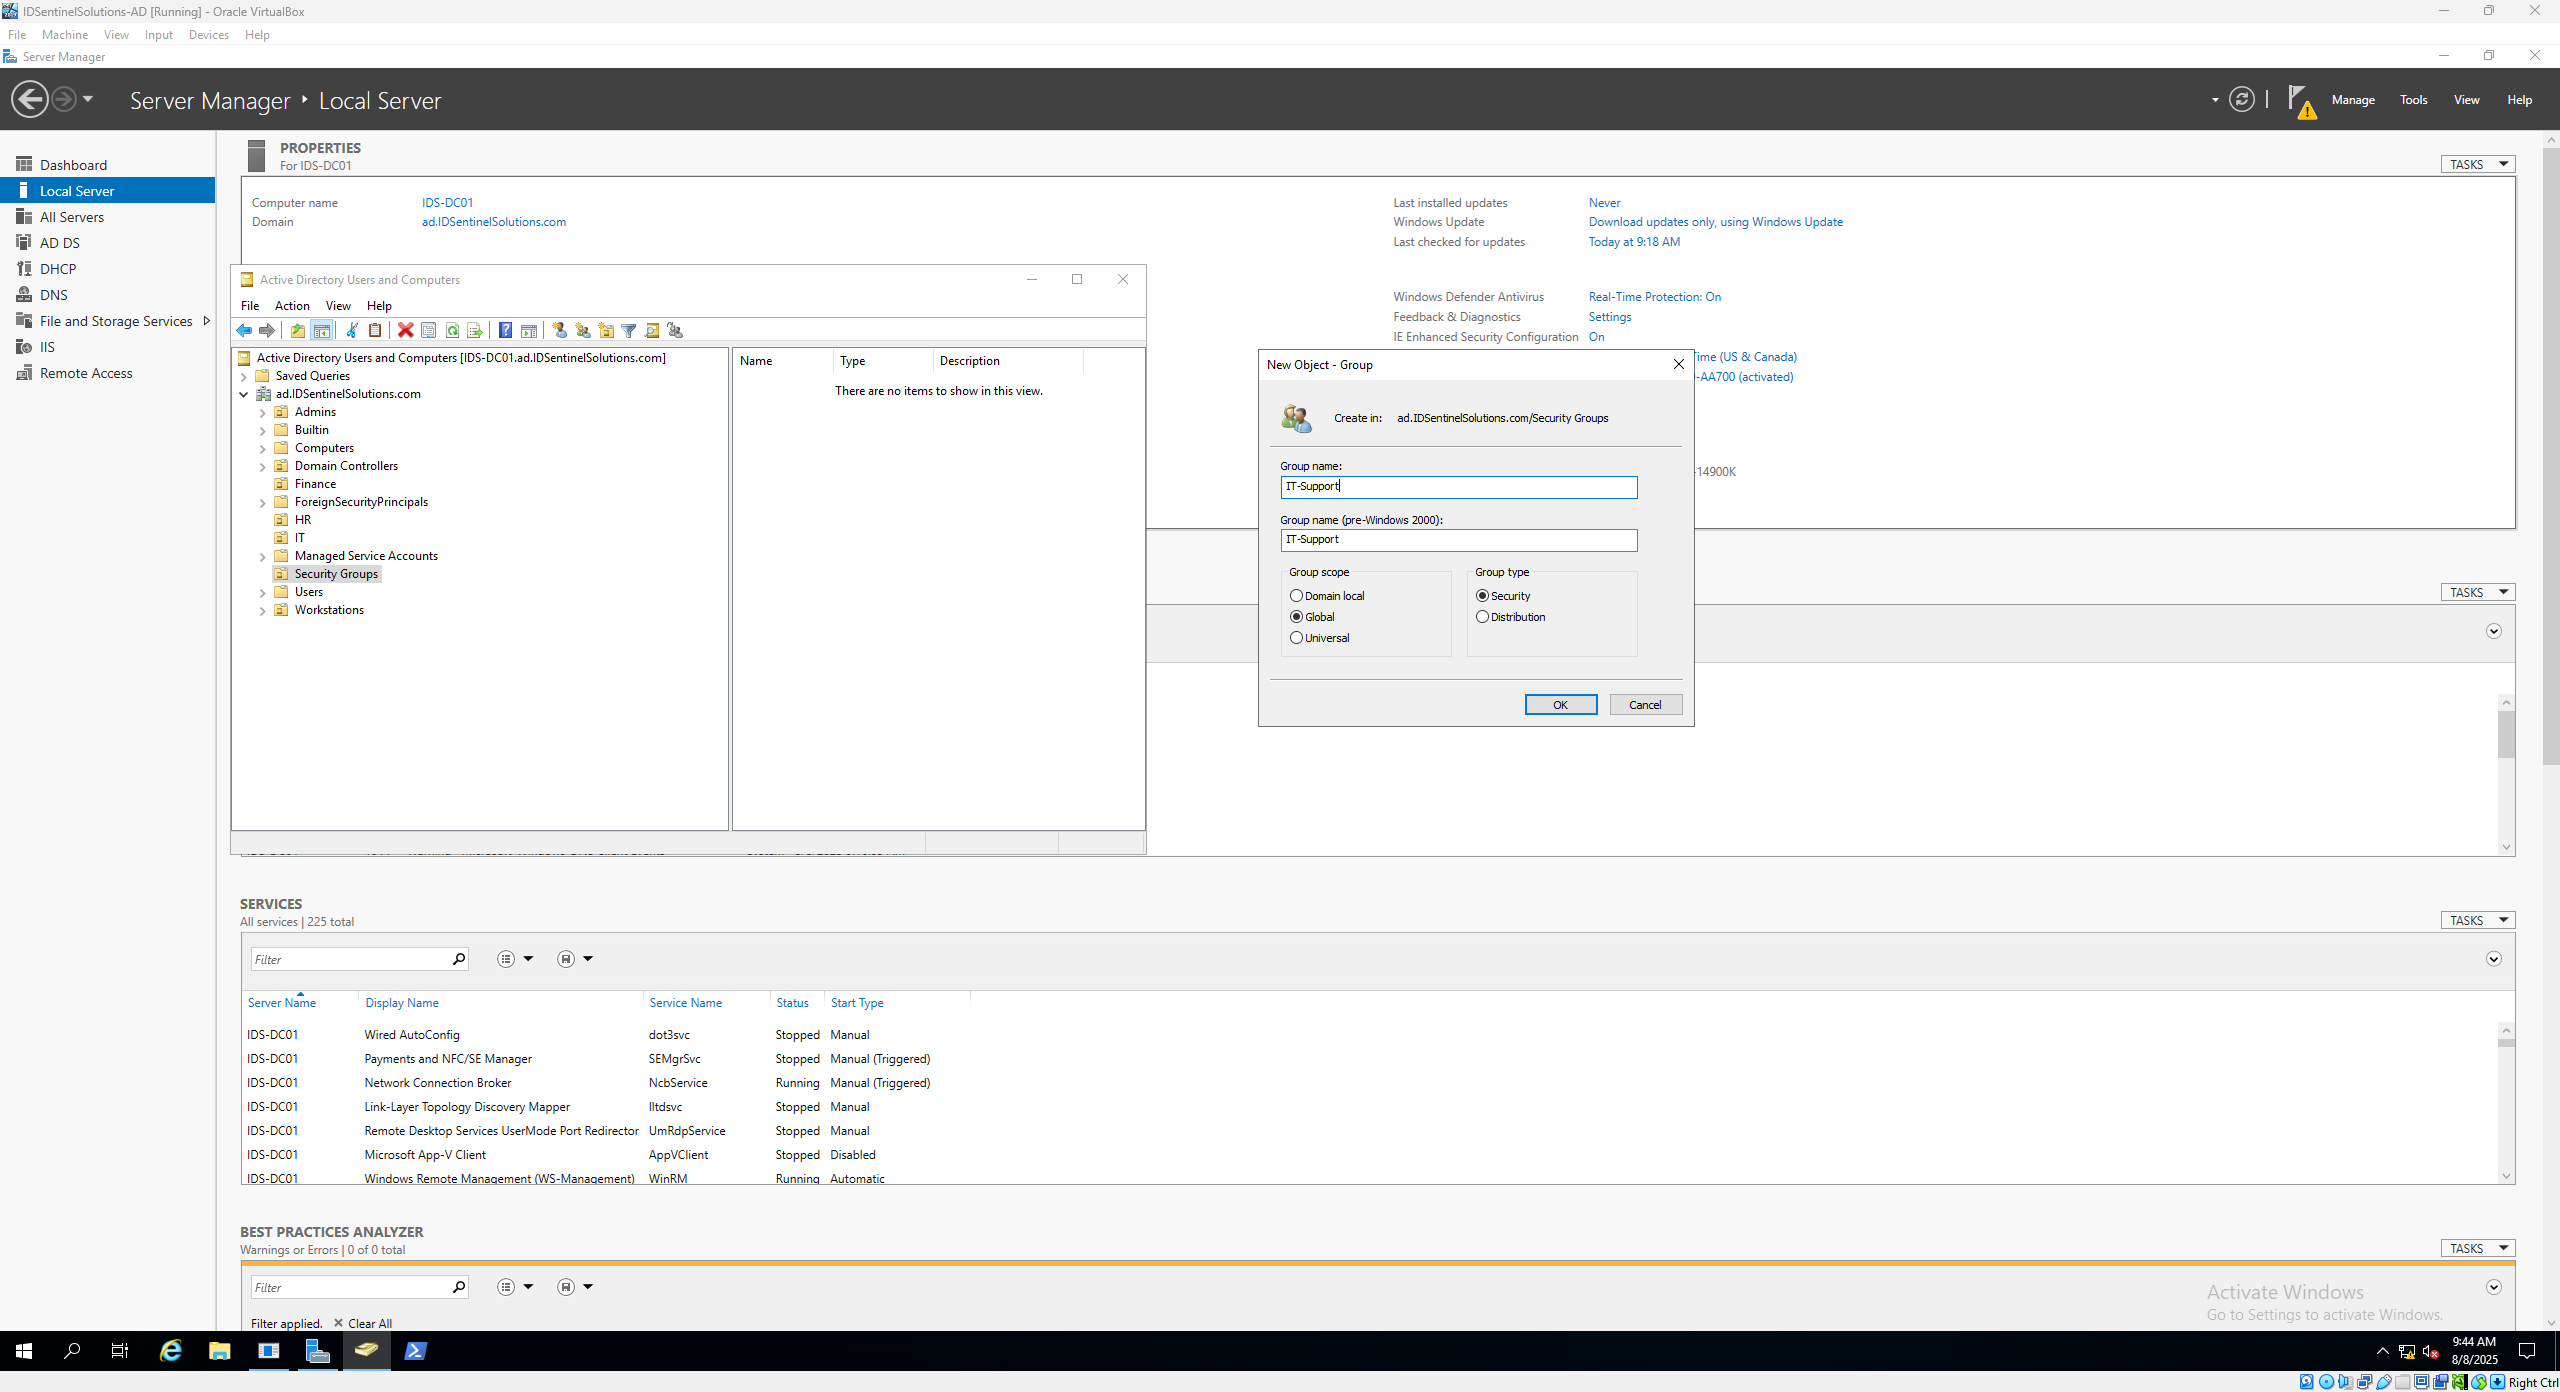 IDSentinelSolutions-AD [Running] - Oracle VirtualBox
File Machine View Input Devices Help
Server Manager
Server Manager Local Server
Manage Tools View Help
Dashboard
Local Server
All Servers
AD DS
DHCP
DNS
File and Storage Services
IIS
Remote Access
PROPERTIES
For IDS-DC01
TASKS
Computer name IDS-DC01
Domain ad.IDSentinelSolutions.com
Last installed updates Never
Windows Update Download updates only, using Windows Update
Last checked for updates Today at 9:18 AM
Windows Defender Antivirus Real-Time Protection: On
Feedback & Diagnostics Settings
IE Enhanced Security Configuration On
Time (US & Canada)
-AA700 (activated)
-14900K
Active Directory Users and Computers
File Action View Help
Active Directory Users and Computers [IDS-DC01.ad.IDSentinelSolutions.com]
Saved Queries
ad.IDSentinelSolutions.com
Admins
Builtin
Computers
Domain Controllers
Finance
ForeignSecurityPrincipals
HR
IT
Managed Service Accounts
Security Groups
Users
Workstations
Name Type Description
There are no items to show in this view.
New Object - Group
Create in: ad.IDSentinelSolutions.com/Security Groups
Group name:
IT-Support
Group name (pre-Windows 2000):
IT-Support
Group scope
Domain local
Global
Universal
Group type
Security
Distribution
OK Cancel
TASKS
SERVICES
All services | 225 total
TASKS
Filter
Server Name Display Name Service Name Status Start Type
IDS-DC01 Wired AutoConfig dot3svc Stopped Manual
IDS-DC01 Payments and NFC/SE Manager SEMgrSvc Stopped Manual (Triggered)
IDS-DC01 Network Connection Broker NcbService Running Manual (Triggered)
IDS-DC01 Link-Layer Topology Discovery Mapper lltdsvc Stopped Manual
IDS-DC01 Remote Desktop Services UserMode Port Redirector UmRdpService Stopped Manual
IDS-DC01 Microsoft App-V Client AppVClient Stopped Disabled
IDS-DC01 Windows Remote Management (WS-Management) WinRM Running Automatic
BEST PRACTICES ANALYZER
Warnings or Errors | 0 of 0 total
TASKS
Filter
Filter applied. Clear All
Activate Windows
Go to Settings to activate Windows.
9:44 AM
8/8/2025
Right Ctrl